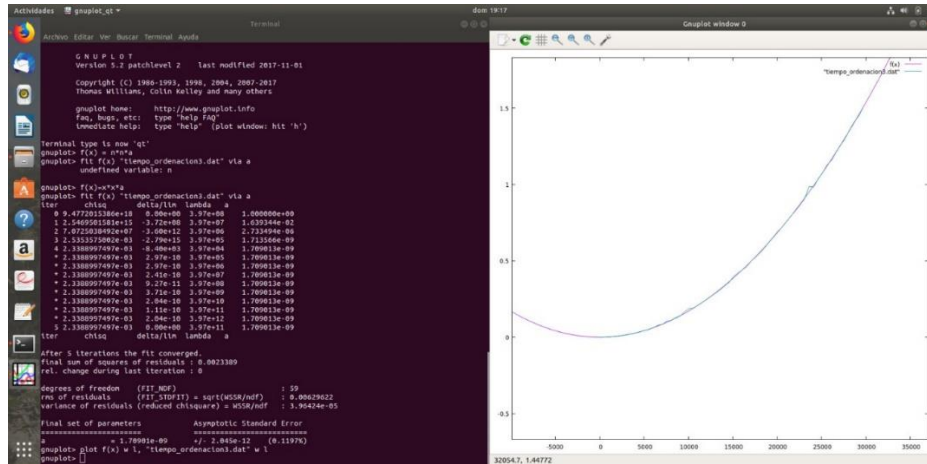 Actividades gnuplot_qt ▾ dom 19:17
Terminal
Archivo Editar Ver Buscar Terminal Ayuda
G N U P L O T
Version 5.2 patchlevel 2 last modified 2017-11-01
Copyright (C) 1986-1993, 1998, 2004, 2007-2017
Thomas Williams, Colin Kelley and many others
gnuplot home: http://www.gnuplot.info
faq, bugs, etc: type "help FAQ"
immediate help: type "help" (plot window: hit 'h')
Terminal type is now 'qt'
gnuplot> f(x) = n*n*a
gnuplot> fit f(x) "tiempo_ordenacion3.dat" via a
undefined variable: n
gnuplot> f(x)=x*x*a
gnuplot> fit f(x) "tiempo_ordenacion3.dat" via a
iter chisq delta/lim lambda a
0 9.4772015386e+18 0.00e+00 3.97e+08 1.000000e+00
1 2.5469501581e+15 -3.72e+08 3.97e+07 1.639344e-02
2 7.0725038492e+07 -3.60e+12 3.97e+06 2.733494e-06
3 2.5353575002e-03 -2.79e+15 3.97e+05 1.713566e-09
4 2.3388997497e-03 -8.40e+03 3.97e+04 1.709013e-09
* 2.3388997497e-03 2.97e-10 3.97e+05 1.709013e-09
* 2.3388997497e-03 2.97e-10 3.97e+06 1.709013e-09
* 2.3388997497e-03 2.41e-10 3.97e+07 1.709013e-09
* 2.3388997497e-03 9.27e-11 3.97e+08 1.709013e-09
* 2.3388997497e-03 3.71e-10 3.97e+09 1.709013e-09
* 2.3388997497e-03 2.04e-10 3.97e+10 1.709013e-09
* 2.3388997497e-03 1.11e-10 3.97e+11 1.709013e-09
* 2.3388997497e-03 2.04e-10 3.97e+12 1.709013e-09
5 2.3388997497e-03 0.00e+00 3.97e+11 1.709013e-09
iter chisq delta/lim lambda a
After 5 iterations the fit converged.
final sum of squares of residuals : 0.0023389
rel. change during last iteration : 0
degrees of freedom (FIT_NDF) : 59
rms of residuals (FIT_STDFIT) = sqrt(WSSR/ndf) : 0.00629622
variance of residuals (reduced chisquare) = WSSR/ndf : 3.96424e-05
Final set of parameters Asymptotic Standard Error
======================= ==========================
a = 1.70901e-09 +/- 2.045e-12 (0.1197%)
gnuplot> plot f(x) w l, "tiempo_ordenacion3.dat" w l
gnuplot>
Gnuplot window 0
f(x)
"tiempo_ordenacion3.dat"
1.5
1
0.5
0
-0.5
-5000 0 5000 10000 15000 20000 25000 30000 35000
32054.7, 1.44772